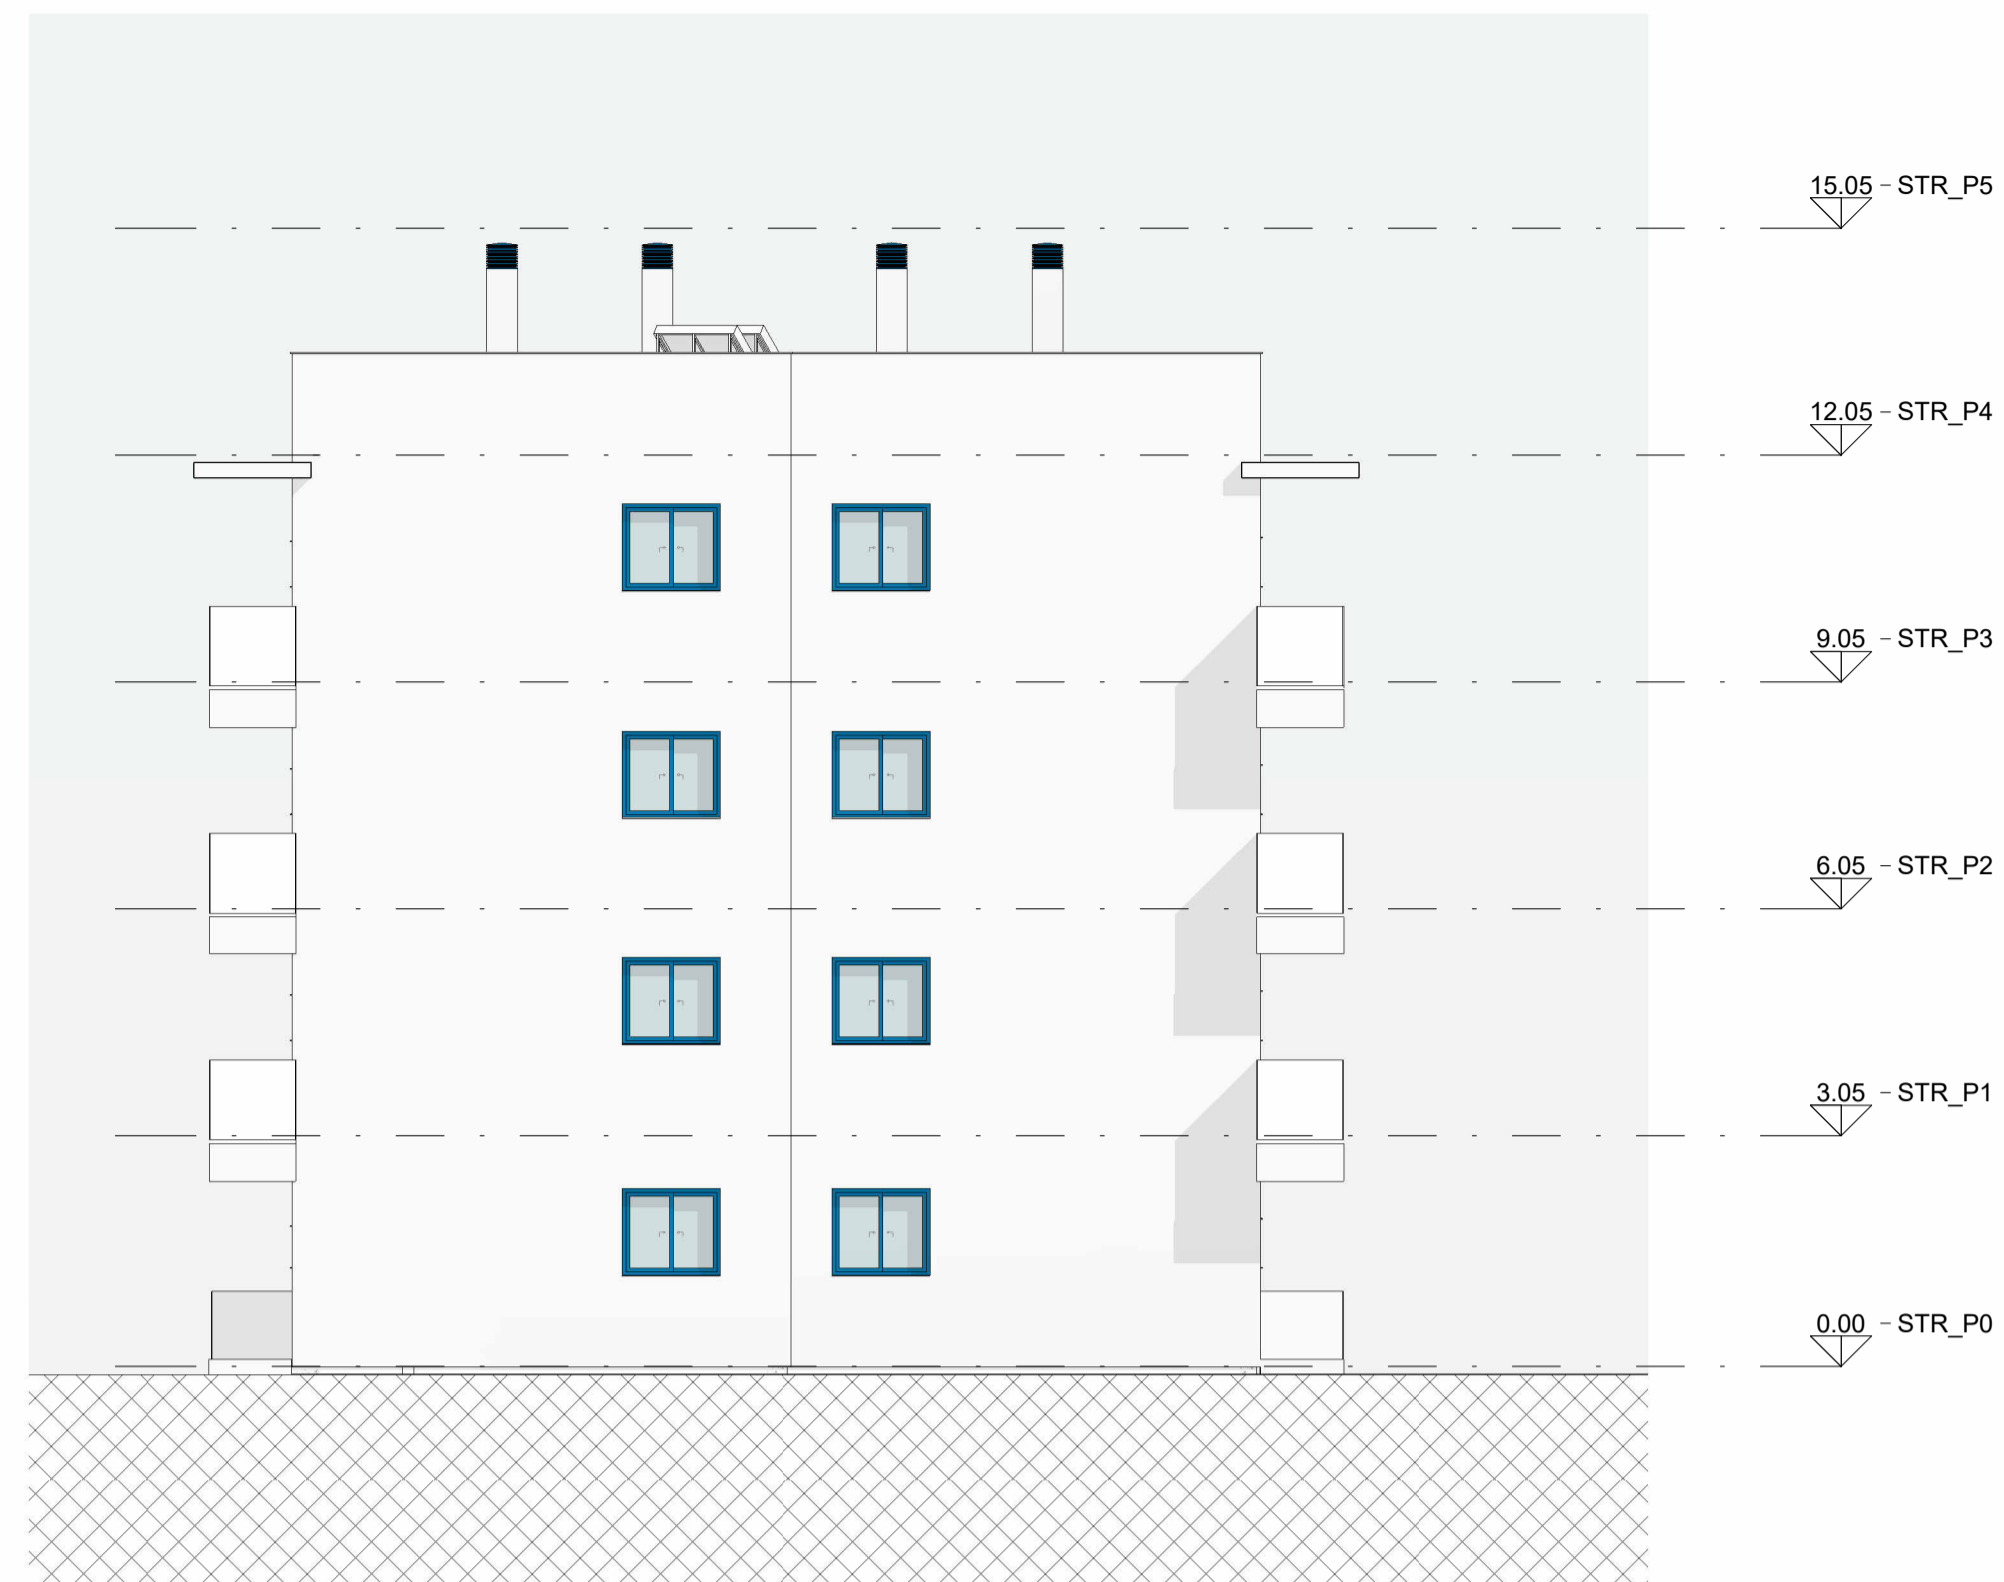 15.05 – STR_P5
12.05 – STR_P4
9.05 – STR_P3
6.05 – STR_P2
3.05 – STR_P1
0.00 – STR_P0